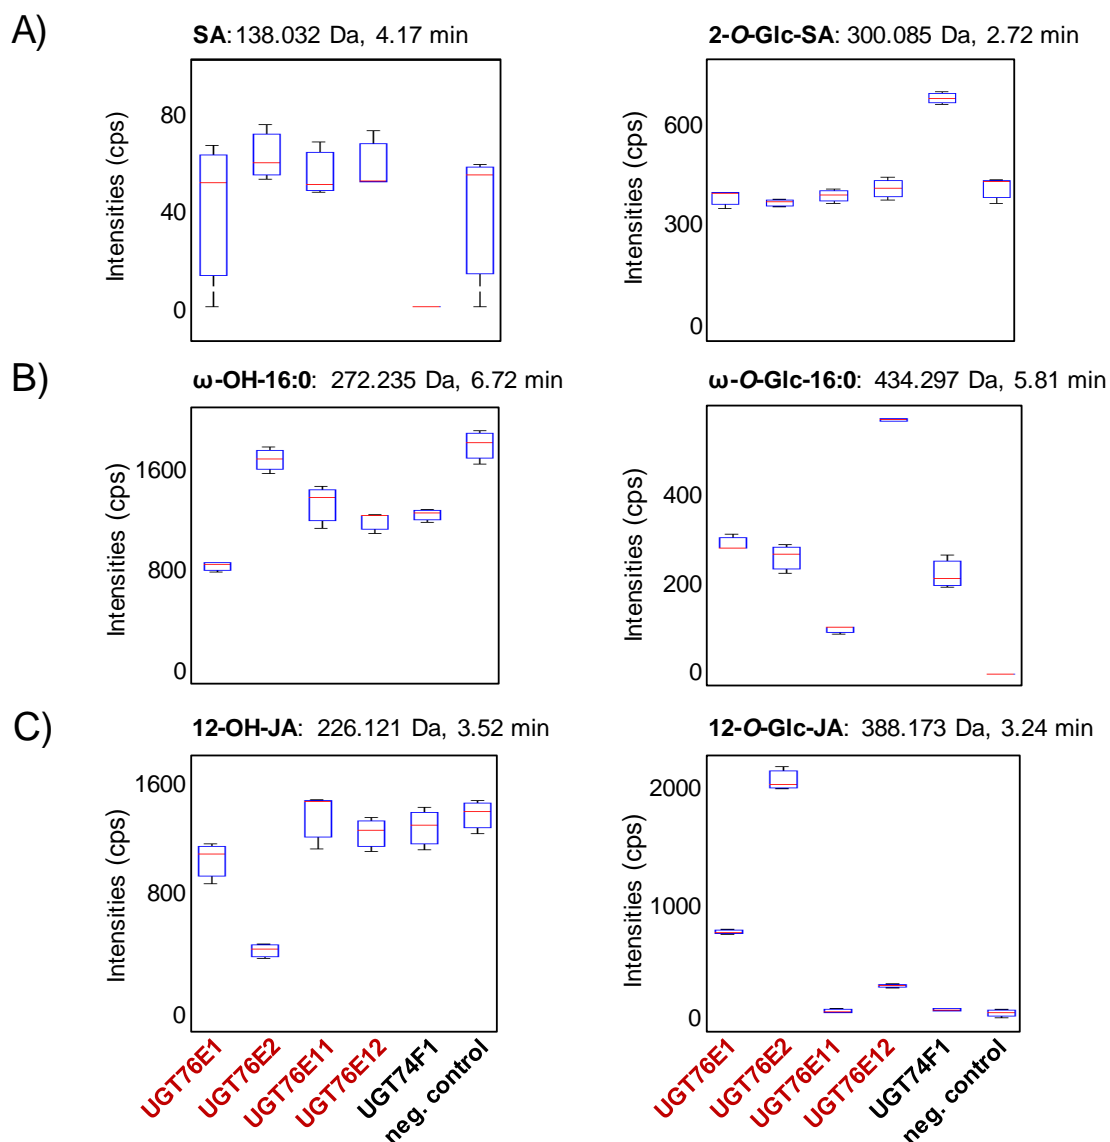 A)
SA: 138.032 Da, 4.17 min
2-O-Glc-SA: 300.085 Da, 2.72 min
Intensities (cps)
80
40
0
Intensities (cps)
600
300
0
B)
ω-OH-16:0: 272.235 Da, 6.72 min
ω-O-Glc-16:0: 434.297 Da, 5.81 min
Intensities (cps)
1600
800
0
Intensities (cps)
400
200
0
C)
12-OH-JA: 226.121 Da, 3.52 min
12-O-Glc-JA: 388.173 Da, 3.24 min
Intensities (cps)
1600
800
0
Intensities (cps)
2000
1000
0
UGT76E1
UGT76E2
UGT76E11
UGT76E12
UGT74F1
neg. control
UGT76E1
UGT76E2
UGT76E11
UGT76E12
UGT74F1
neg. control